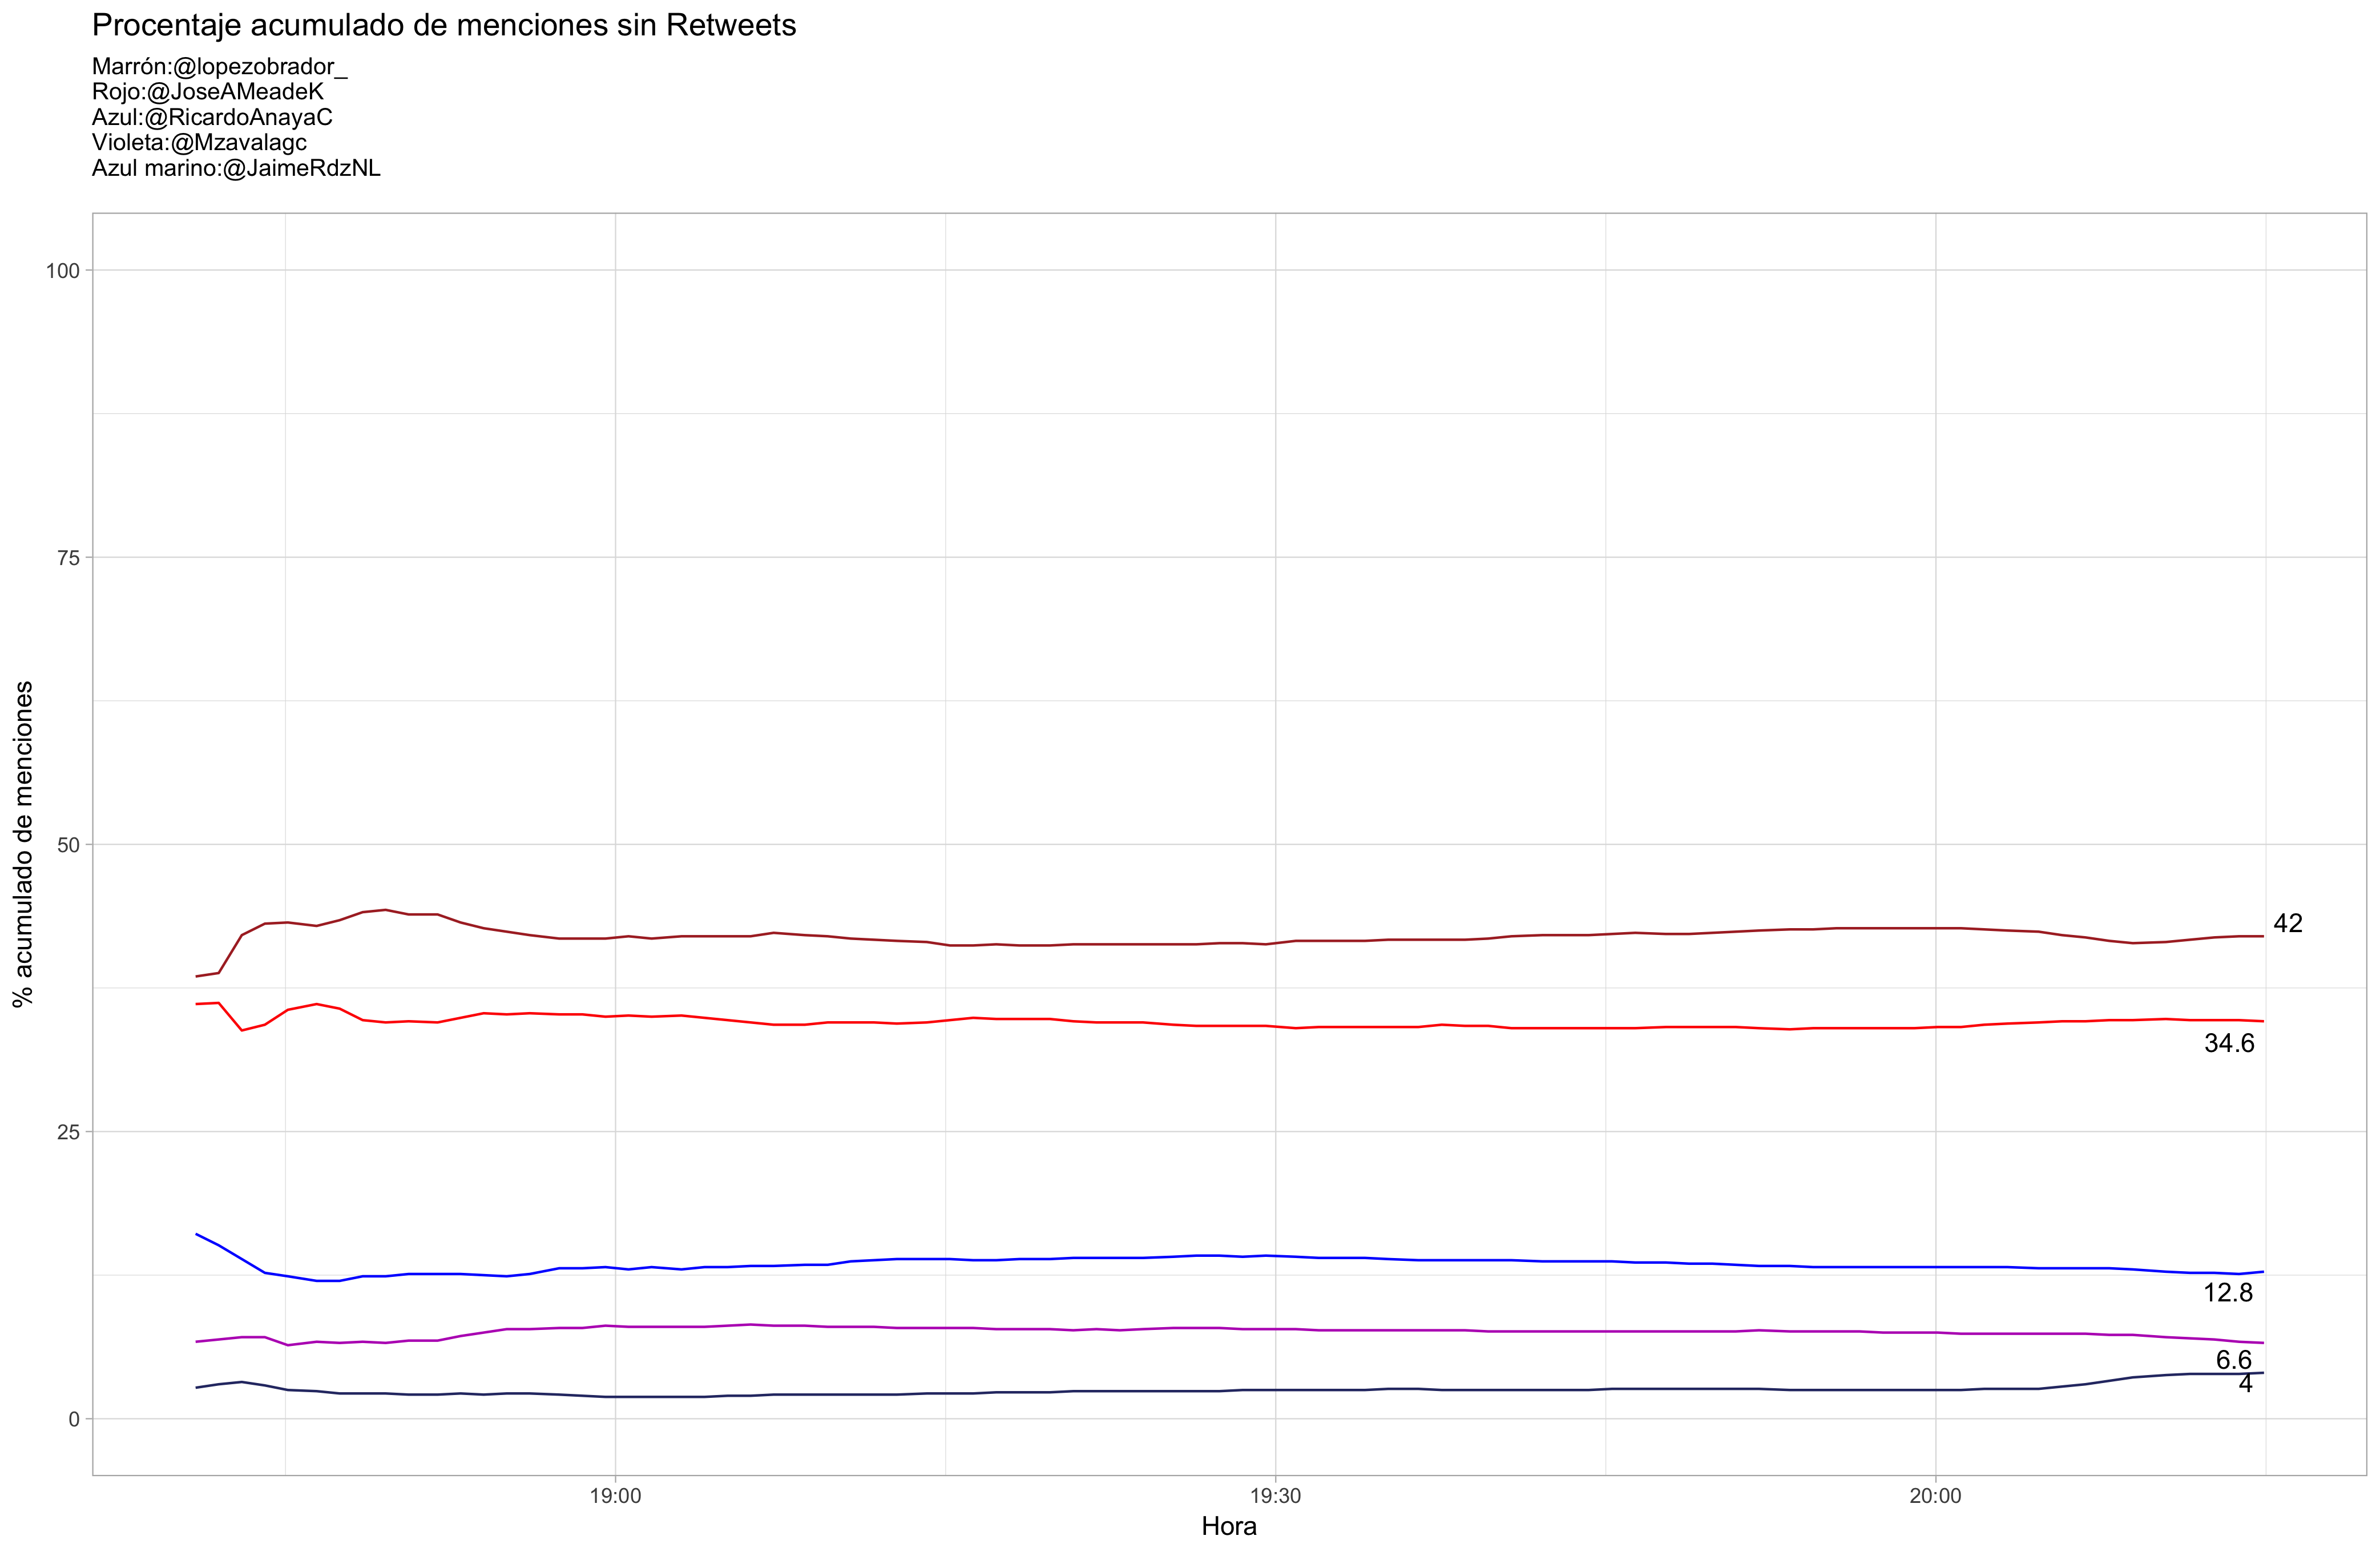 Procentaje acumulado de menciones sin Retweets
Marrón:@lopezobrador_
Rojo:@JoseAMeadeK
Azul:@RicardoAnayaC
Violeta:@Mzavalagc
Azul marino:@JaimeRdzNL
% acumulado de menciones
100
75
50
25
0
42
34.6
12.8
6.6
4
19:00
19:30
20:00
Hora